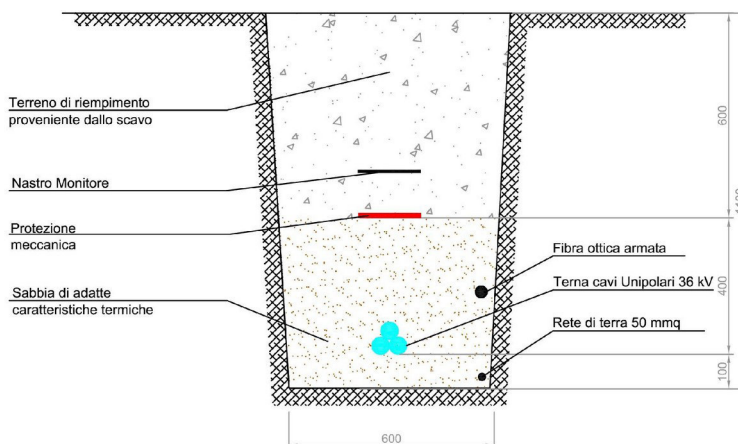 Terreno di riempimento
proveniente dallo scavo
Nastro Monitore
Protezione
meccanica
Sabbia di adatte
caratteristiche termiche
Fibra ottica armata
Terna cavi Unipolari 36 kV
Rete di terra 50 mmq
600
400
100
600